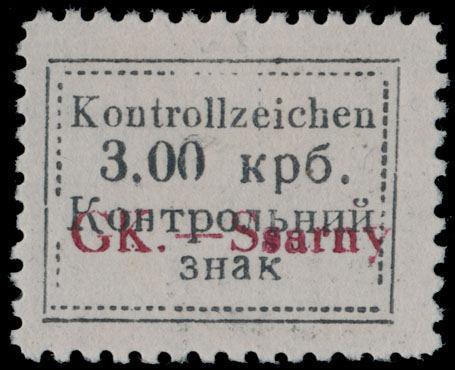 Kontrollzeichen
3.00 крб.
Контрольний
GK. — Ssarny
знак